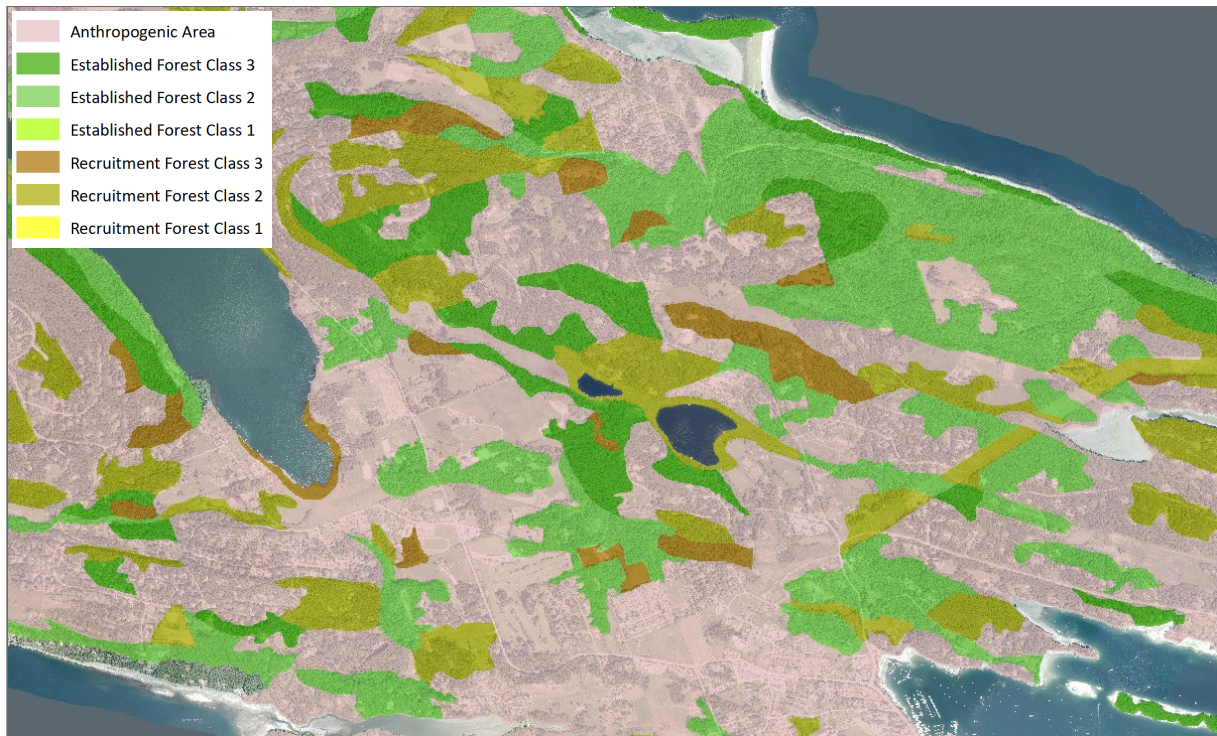 Anthropogenic Area
Established Forest Class 3
Established Forest Class 2
Established Forest Class 1
Recruitment Forest Class 3
Recruitment Forest Class 2
Recruitment Forest Class 1